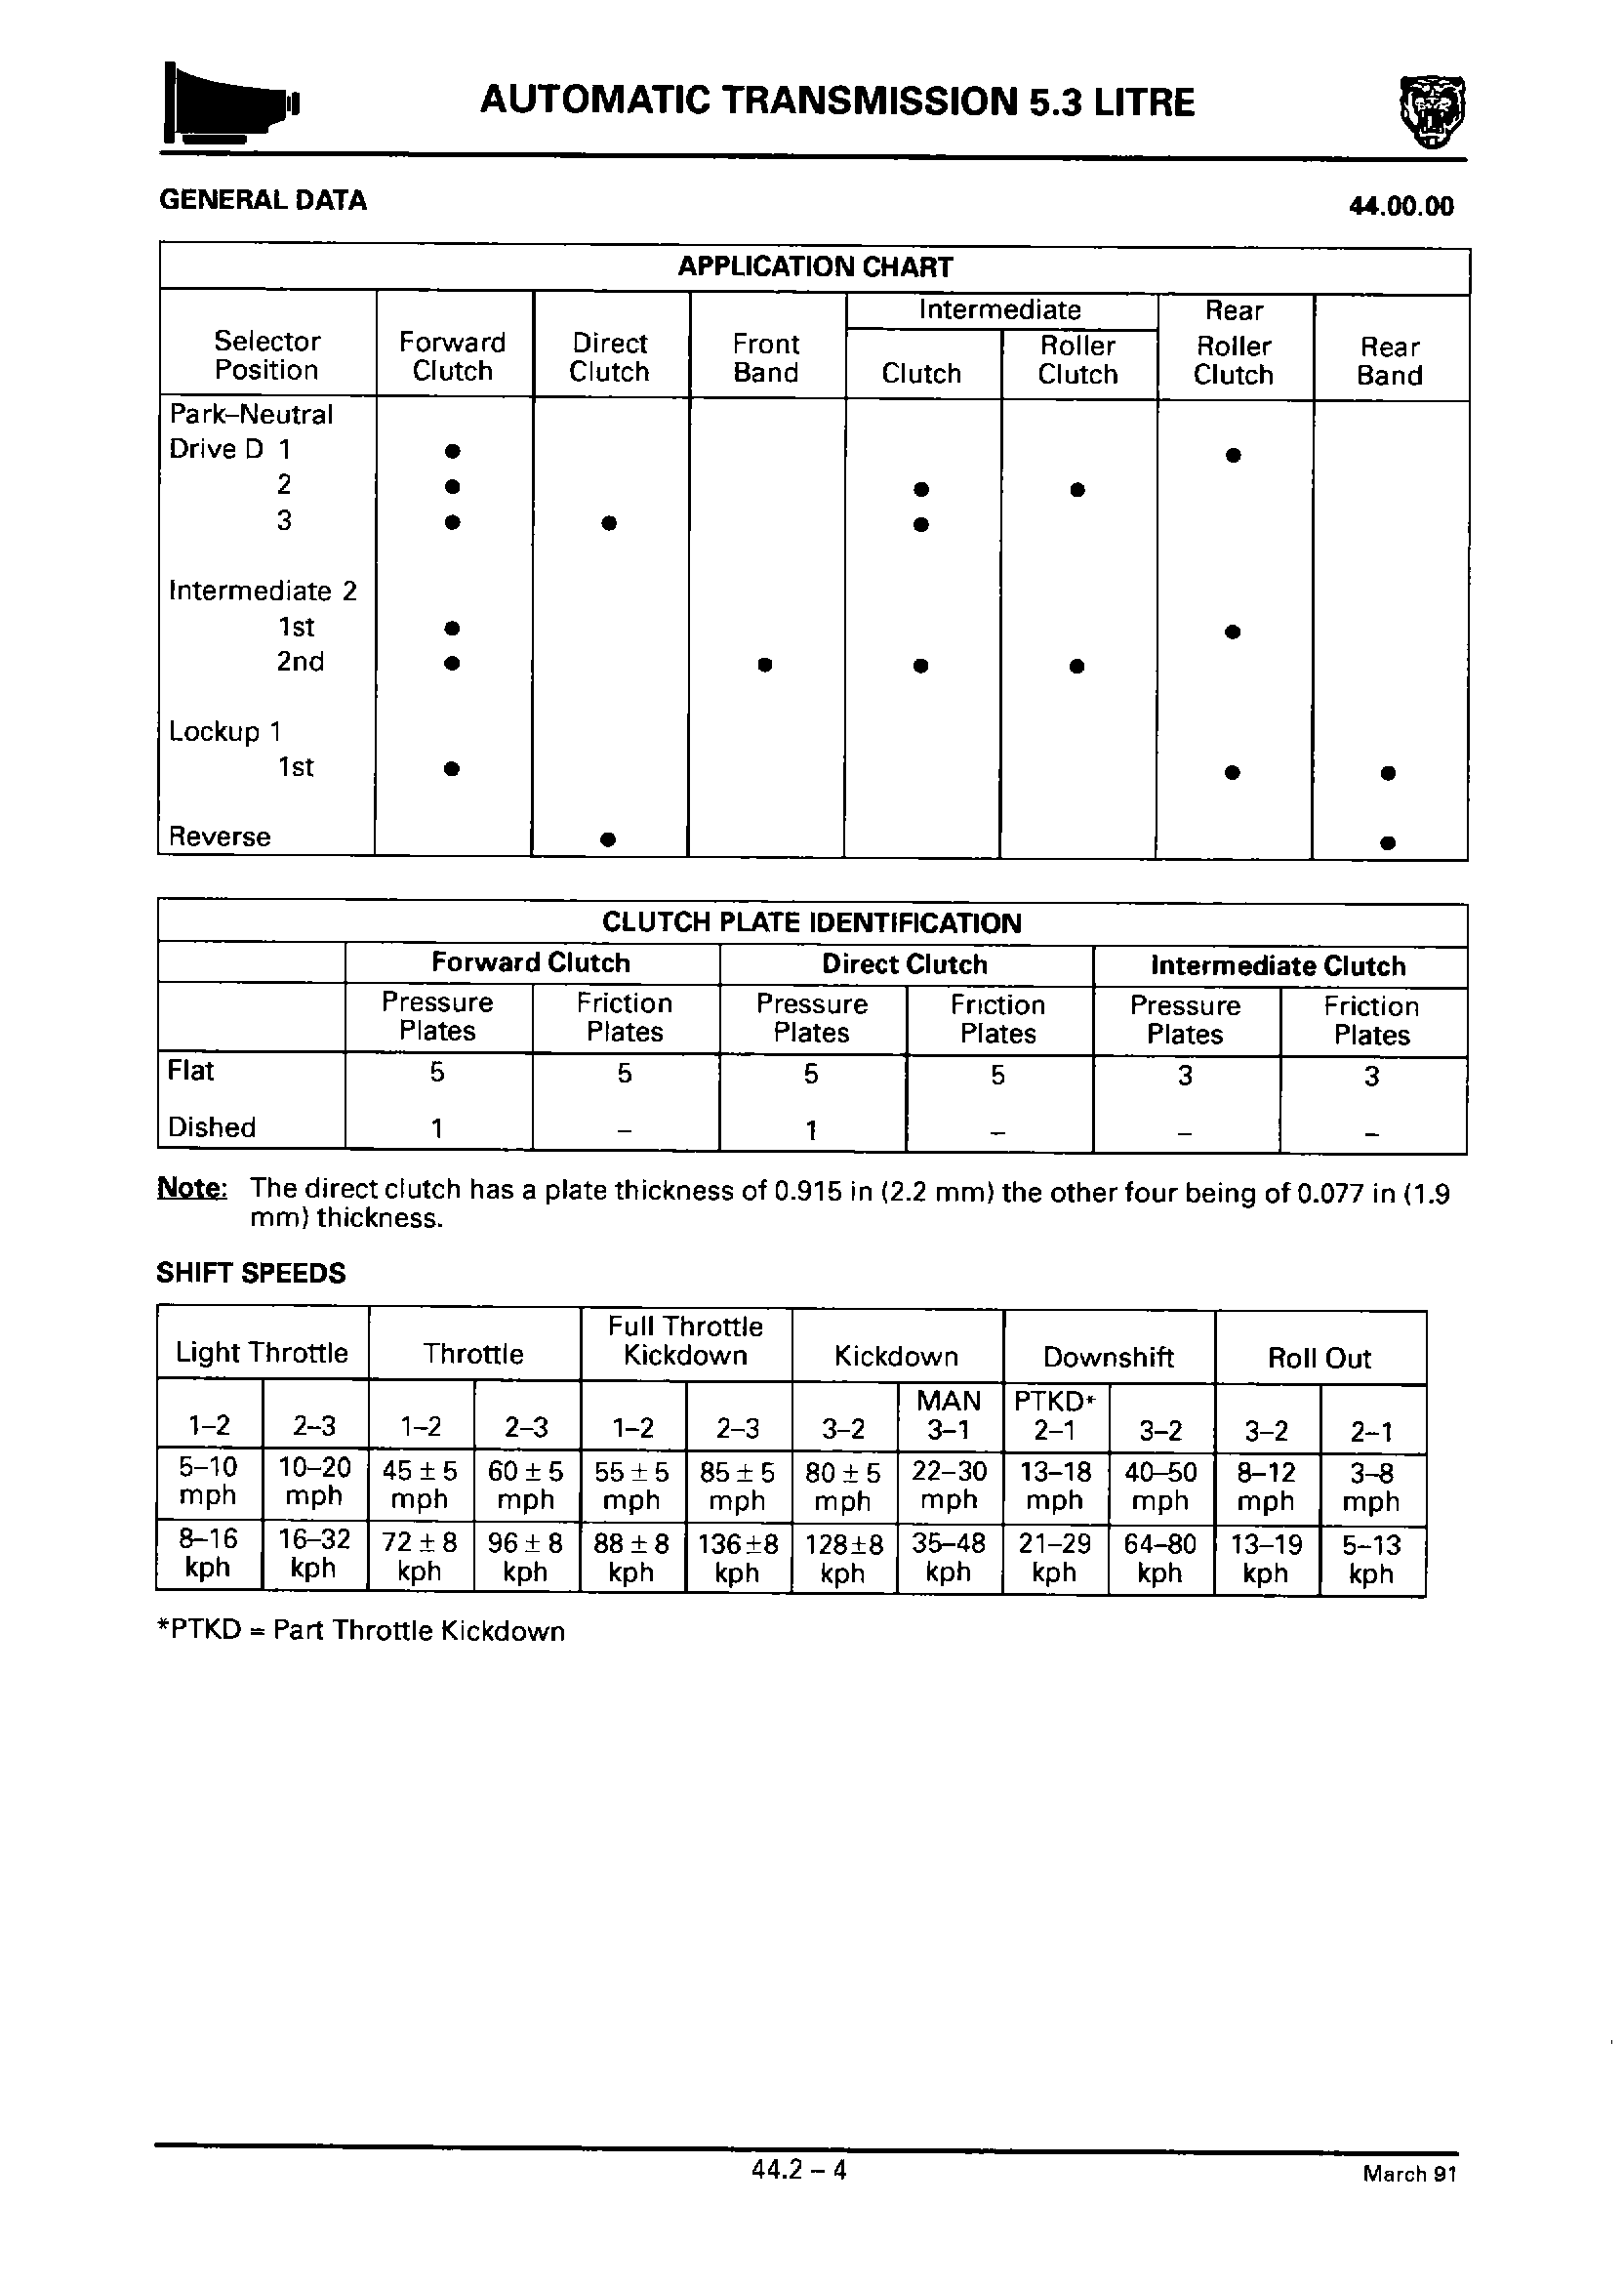 AUTOMATIC TRANSMISSION 5.3 LITRE
GENERAL DATA 44.00.00
APPLICATION CHART
Selector Position Forward Clutch Direct Clutch Front Band Intermediate Clutch Intermediate Roller Clutch Rear Roller Clutch Rear Band
Park–Neutral
Drive D 1 ● ●
2 ● ● ●
3 ● ● ●
Intermediate 2
1st ● ●
2nd ● ● ● ●
Lockup 1
1st ● ● ●
Reverse ● ●
CLUTCH PLATE IDENTIFICATION
Forward Clutch Direct Clutch Intermediate Clutch
Pressure Friction Pressure Friction Pressure Friction
Plates Plates Plates Plates Plates Plates
Flat 5 5 5 5 3 3
Dished 1 – 1 – – –
Note: The direct clutch has a plate thickness of 0.915 in (2.2 mm) the other four being of 0.077 in (1.9
mm) thickness.
SHIFT SPEEDS
Light Throttle Throttle Full Throttle Kickdown Kickdown Downshift Roll Out
MAN PTKD*
1–2 2–3 1–2 2–3 1–2 2–3 3–2 3–1 2–1 3–2 3–2 2–1
5–10 10–20 45 ± 5 60 ± 5 55 ± 5 85 ± 5 80 ± 5 22–30 13–18 40–50 8–12 3–8
mph mph mph mph mph mph mph mph mph mph mph mph
8–16 16–32 72 ± 8 96 ± 8 88 ± 8 136±8 128±8 35–48 21–29 64–80 13–19 5–13
kph kph kph kph kph kph kph kph kph kph kph kph
*PTKD = Part Throttle Kickdown
44.2 – 4
March 91